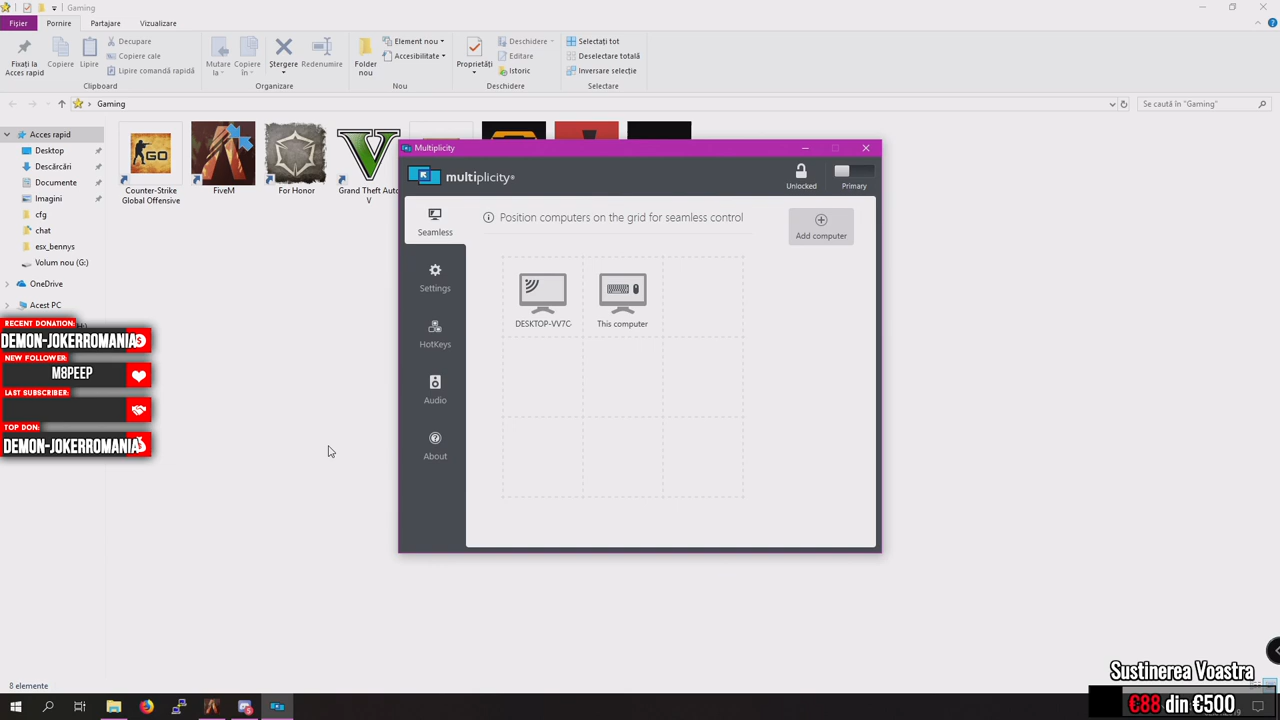 Gaming
Fișier
Pornire
Partajare
Vizualizare
Fixați la Acces rapid
Copiere
Lipire
Decupare
Copiere cale
Lipire comandă rapidă
Clipboard
Mutare la
Copiere în
Ștergere
Redenumire
Organizare
Folder nou
Element nou
Accesibilitate
Nou
Proprietăți
Deschidere
Editare
Istoric
Deschidere
Selectați tot
Deselectare totală
Inversare selecție
Selectare
Gaming
Se caută în "Gaming"
Acces rapid
Desktop
Descărcări
Documente
Imagini
cfg
chat
esx_bennys
Volum nou (G:)
OneDrive
Acest PC
GO
Counter-Strike
Global Offensive
FiveM
For Honor
Grand Theft Auto
V
Multiplicity
multiplicity
Unlocked
Primary
Seamless
Settings
HotKeys
Audio
About
Position computers on the grid for seamless control
Add computer
DESKTOP-VV7C
This computer
RECENT DONATION:
DEMON-JOKERROMANIA
NEW FOLLOWER:
M8PEEP
LAST SUBSCRIBER:
TOP DON:
DEMON-JOKERROMANIA
8 elemente
Sustinerea Voastra
€88 din €500